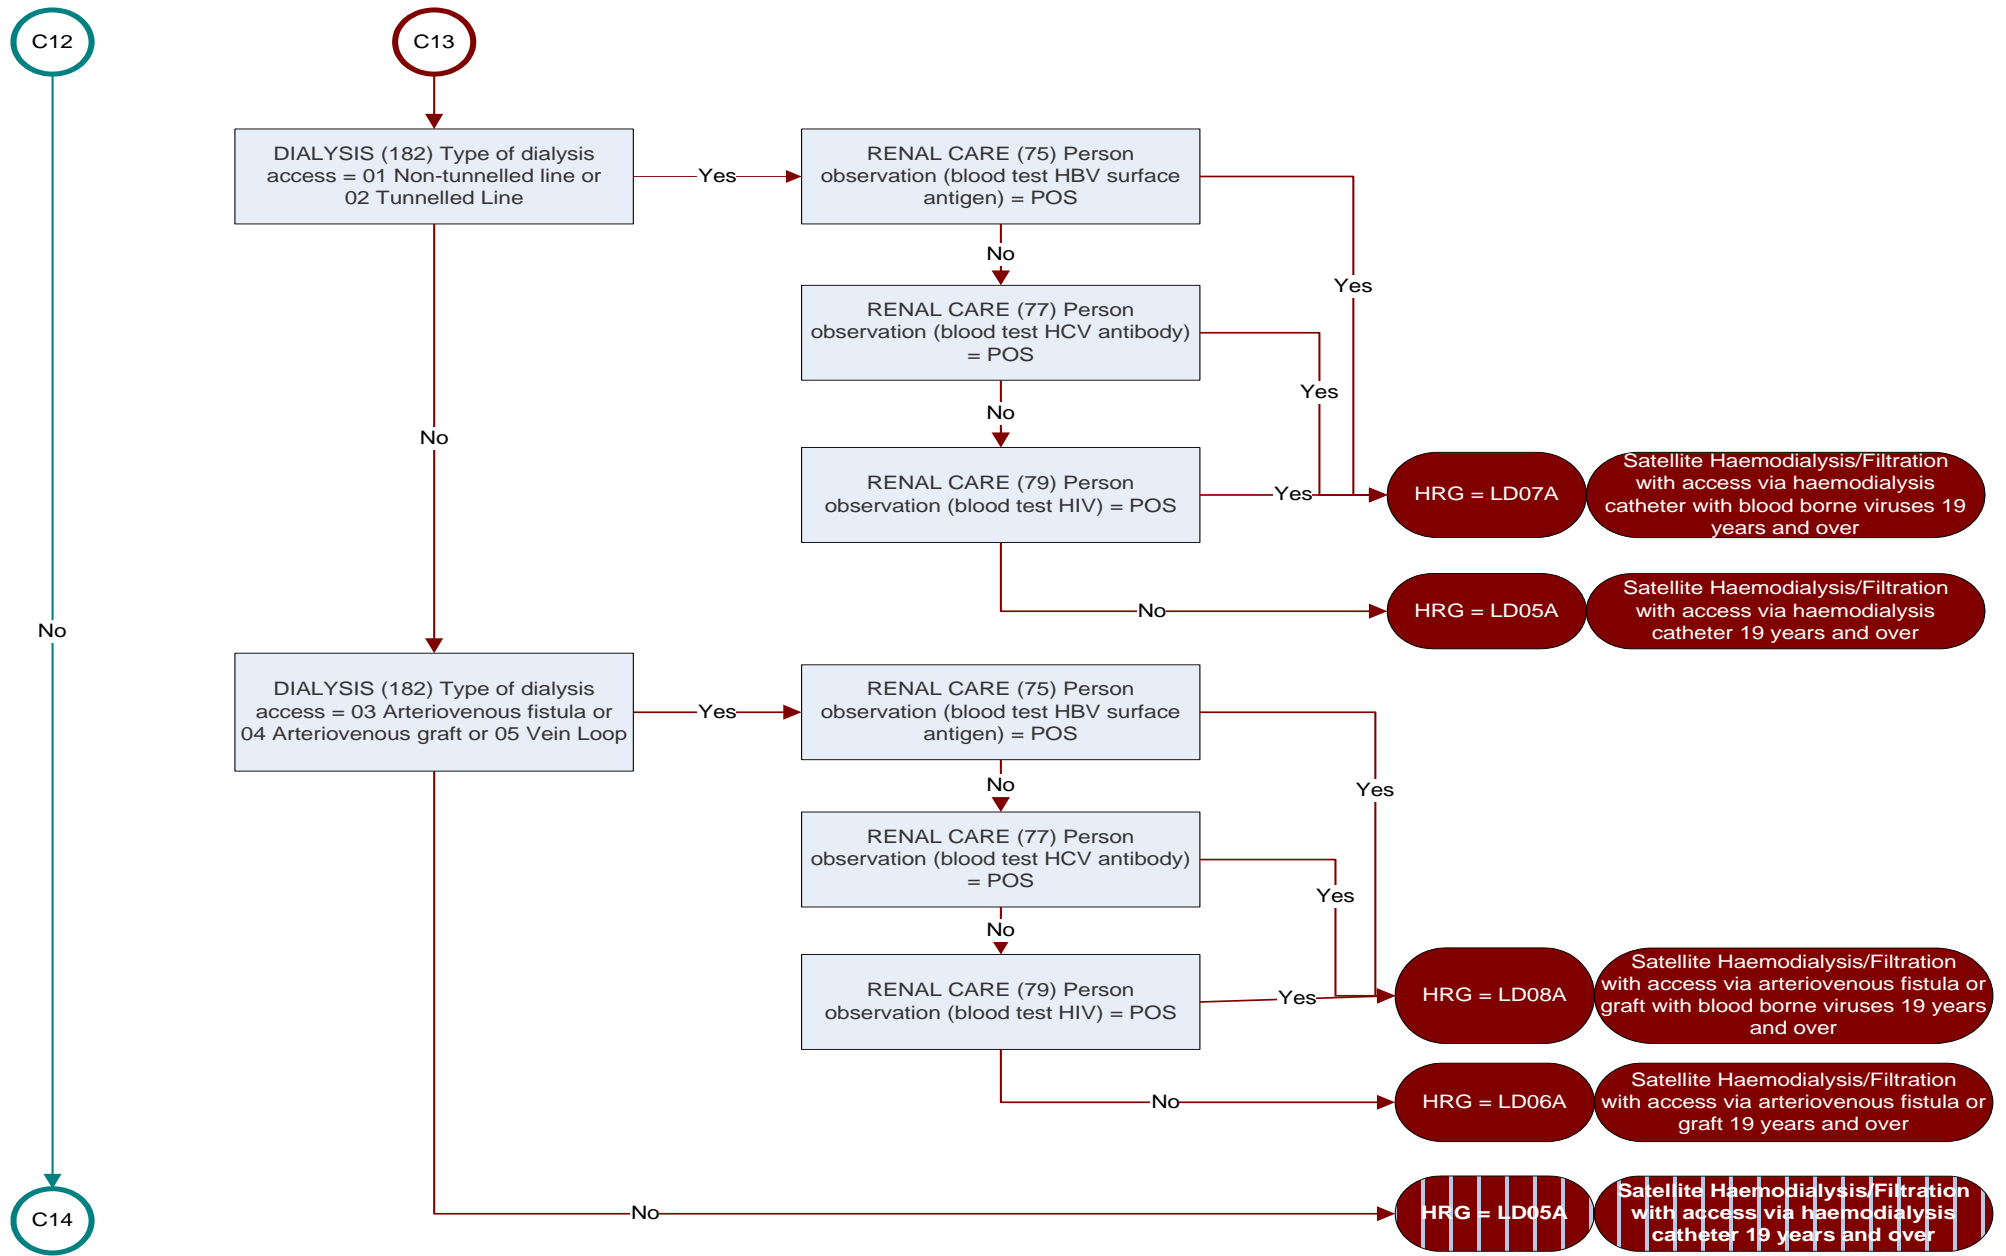 C12
C13
DIALYSIS (182) Type of dialysis
access = 01 Non-tunnelled line or
02 Tunnelled Line
Yes
RENAL CARE (75) Person
observation (blood test HBV surface
antigen) = POS
No
Yes
RENAL CARE (77) Person
observation (blood test HCV antibody)
= POS
Yes
No
No
RENAL CARE (79) Person
observation (blood test HIV) = POS
Yes
HRG = LD07A
Satellite Haemodialysis/Filtration
with access via haemodialysis
catheter with blood borne viruses 19
years and over
No
HRG = LD05A
Satellite Haemodialysis/Filtration
with access via haemodialysis
catheter 19 years and over
No
DIALYSIS (182) Type of dialysis
access = 03 Arteriovenous fistula or
04 Arteriovenous graft or 05 Vein Loop
Yes
RENAL CARE (75) Person
observation (blood test HBV surface
antigen) = POS
No
Yes
RENAL CARE (77) Person
observation (blood test HCV antibody)
= POS
Yes
No
RENAL CARE (79) Person
observation (blood test HIV) = POS
Yes
HRG = LD08A
Satellite Haemodialysis/Filtration
with access via arteriovenous fistula or
graft with blood borne viruses 19 years
and over
No
HRG = LD06A
Satellite Haemodialysis/Filtration
with access via arteriovenous fistula or
graft 19 years and over
C14
No
HRG = LD05A
Satellite Haemodialysis/Filtration
with access via haemodialysis
catheter 19 years and over